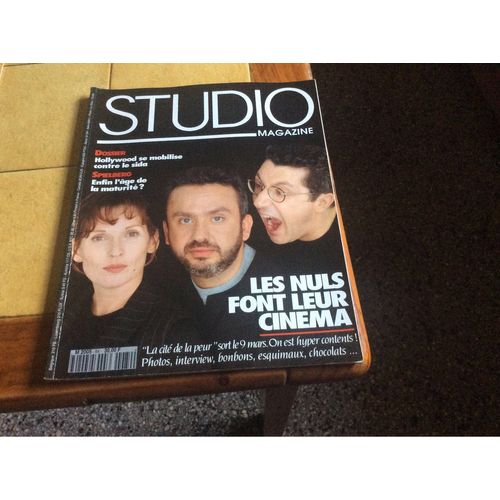 STUDIO
MAGAZINE
DOSSIER
Hollywood se mobilise
contre le sida
SPIELBERG
Enfin l'âge de
la maturité ?
LES NULS
FONT LEUR
CINEMA
"La cité de la peur" sort le 9 mars. On est hyper contents !
Photos, interview, bonbons, esquimaux, chocolats ...